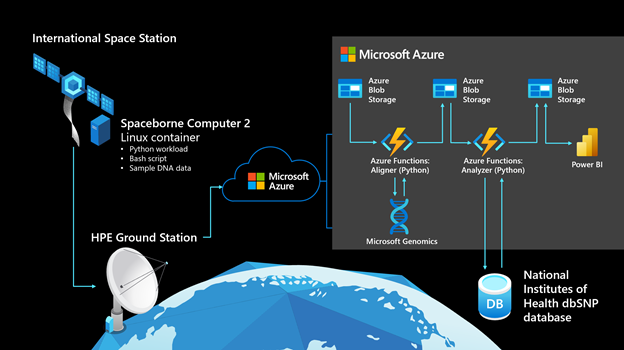 International Space Station
Spaceborne Computer 2
Linux container
• Python workload
• Bash script
• Sample DNA data
HPE Ground Station
Microsoft
Azure
Microsoft Azure
Azure
Blob
Storage
Azure
Blob
Storage
Azure
Blob
Storage
Azure Functions:
Aligner (Python)
Azure Functions:
Analyzer (Python)
Power BI
Microsoft Genomics
DB
National
Institutes of
Health dbSNP
database